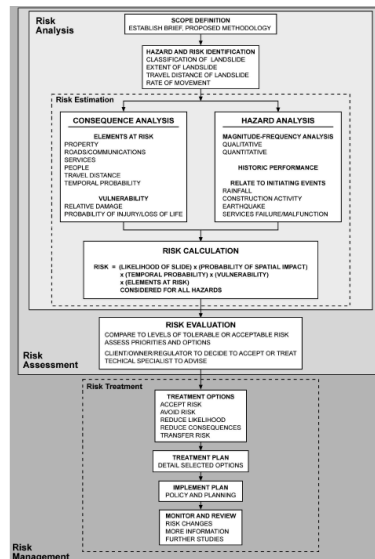 Risk
Analysis
SCOPE DEFINITION
ESTABLISH BRIEF, PROPOSED METHODOLOGY
HAZARD AND RISK IDENTIFICATION
CLASSIFICATION OF LANDSLIDE
EXTENT OF LANDSLIDE
TRAVEL DISTANCE OF LANDSLIDE
RATE OF MOVEMENT
Risk Estimation
CONSEQUENCE ANALYSIS
ELEMENTS AT RISK
PROPERTY
ROADS/COMMUNICATIONS
SERVICES
PEOPLE
TRAVEL DISTANCE
TEMPORAL PROBABILITY
VULNERABILITY
RELATIVE DAMAGE
PROBABILITY OF INJURY/LOSS OF LIFE
HAZARD ANALYSIS
MAGNITUDE-FREQUENCY ANALYSIS
QUALITATIVE
QUANTITATIVE
HISTORIC PERFORMANCE
RELATE TO INITIATING EVENTS
RAINFALL
CONSTRUCTION ACTIVITY
EARTHQUAKE
SERVICES FAILURE/MALFUNCTION
RISK CALCULATION
RISK = (LIKELIHOOD OF SLIDE) x (PROBABILITY OF SPATIAL IMPACT)
x (TEMPORAL PROBABILITY) x (VULNERABILITY)
x (ELEMENTS AT RISK)
CONSIDERED FOR ALL HAZARDS
RISK EVALUATION
COMPARE TO LEVELS OF TOLERABLE OR ACCEPTABLE RISK
ASSESS PRIORITIES AND OPTIONS
CLIENT/OWNER/REGULATOR TO DECIDE TO ACCEPT OR TREAT
TECHICAL SPECIALIST TO ADVISE
Risk
Assessment
Risk Treatment
TREATMENT OPTIONS
ACCEPT RISK
AVOID RISK
REDUCE LIKELIHOOD
REDUCE CONSEQUENCES
TRANSFER RISK
TREATMENT PLAN
DETAIL SELECTED OPTIONS
IMPLEMENT PLAN
POLICY AND PLANNING
MONITOR AND REVIEW
RISK CHANGES
MORE INFORMATION
FURTHER STUDIES
Risk
Management